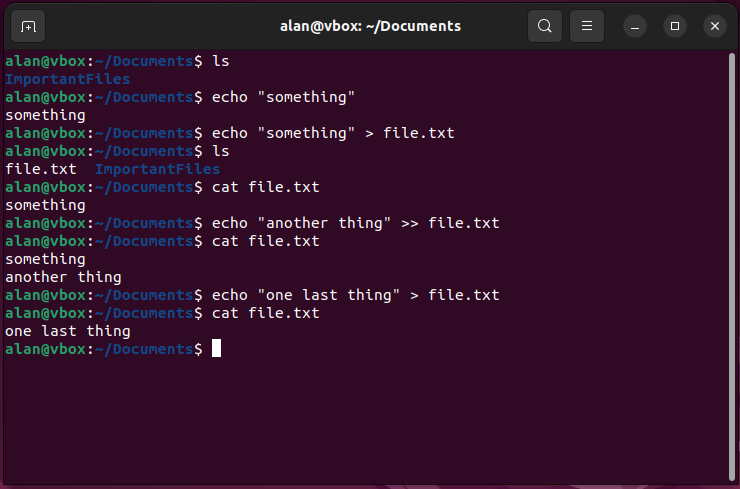 alan@vbox: ~/Documents
alan@vbox:~/Documents$ ls
ImportantFiles
alan@vbox:~/Documents$ echo "something"
something
alan@vbox:~/Documents$ echo "something" > file.txt
alan@vbox:~/Documents$ ls
file.txt  ImportantFiles
alan@vbox:~/Documents$ cat file.txt
something
alan@vbox:~/Documents$ echo "another thing" >> file.txt
alan@vbox:~/Documents$ cat file.txt
something
another thing
alan@vbox:~/Documents$ echo "one last thing" > file.txt
alan@vbox:~/Documents$ cat file.txt
one last thing
alan@vbox:~/Documents$